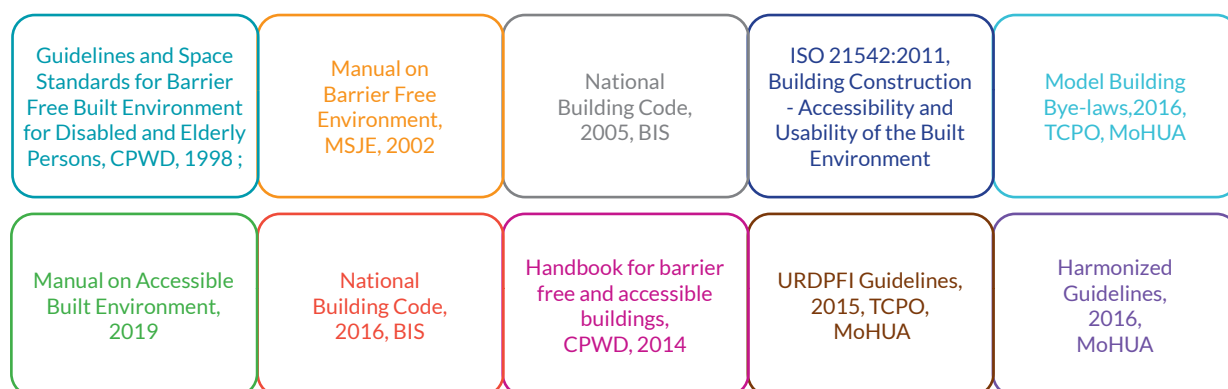 Guidelines and Space
Standards for Barrier
Free Built Environment
for Disabled and Elderly
Persons, CPWD, 1998 ;
Manual on
Barrier Free
Environment,
MSJE, 2002
National
Building Code,
2005, BIS
ISO 21542:2011,
Building Construction
- Accessibility and
Usability of the Built
Environment
Model Building
Bye-laws,2016,
TCPO, MoHUA
Manual on Accessible
Built Environment,
2019
National
Building Code,
2016, BIS
Handbook for barrier
free and accessible
buildings,
CPWD, 2014
URDPFI Guidelines,
2015, TCPO,
MoHUA
Harmonized
Guidelines,
2016,
MoHUA